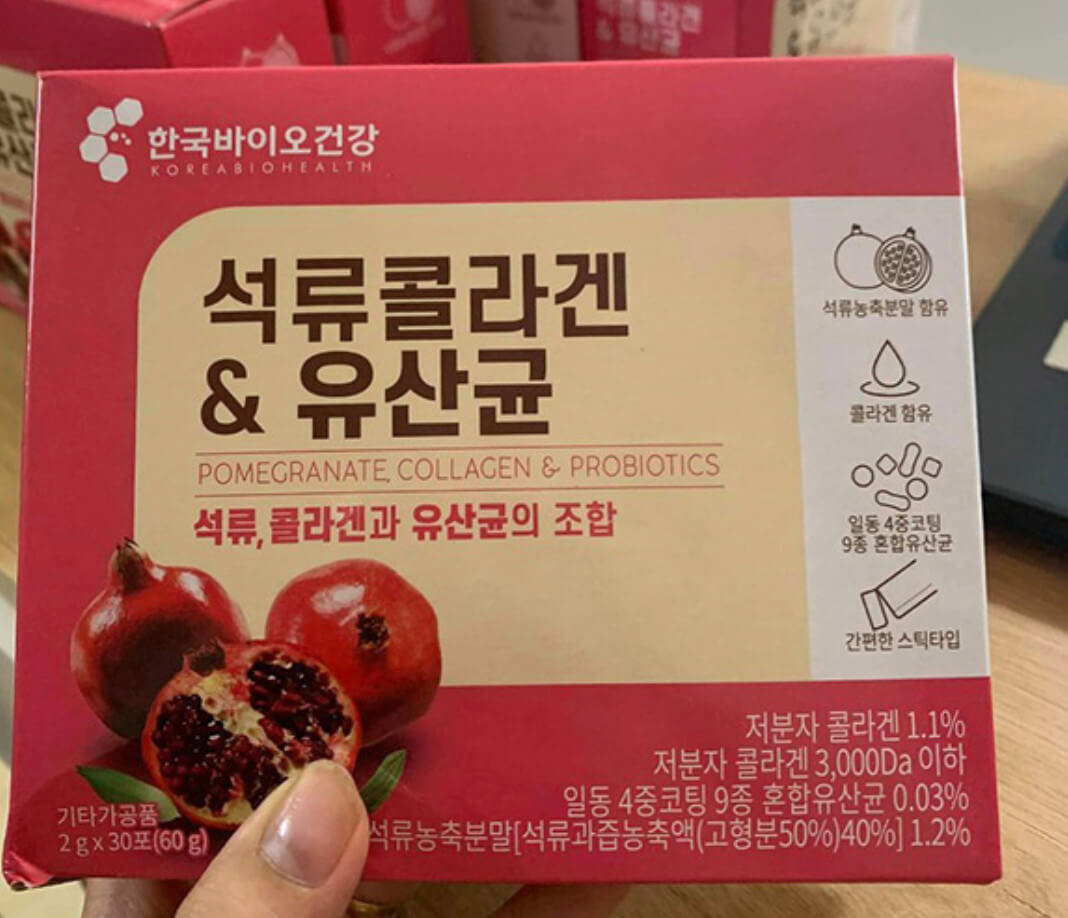 콜라겐
& 유산균
한국바이오건강
KOREABIOHEALTH
석류콜라겐
& 유산균
POMEGRANATE, COLLAGEN & PROBIOTICS
석류, 콜라겐과 유산균의 조합
석류농축분말 함유
콜라겐 함유
일동 4중코팅
9종 혼합유산균
간편한 스틱타입
저분자 콜라겐 1.1%
저분자 콜라겐 3,000Da 이하
일동 4중코팅 9종 혼합유산균 0.03%
석류농축분말[석류과즙농축액(고형분50%)40%] 1.2%
기타가공품
2 g x 30포(60 g)